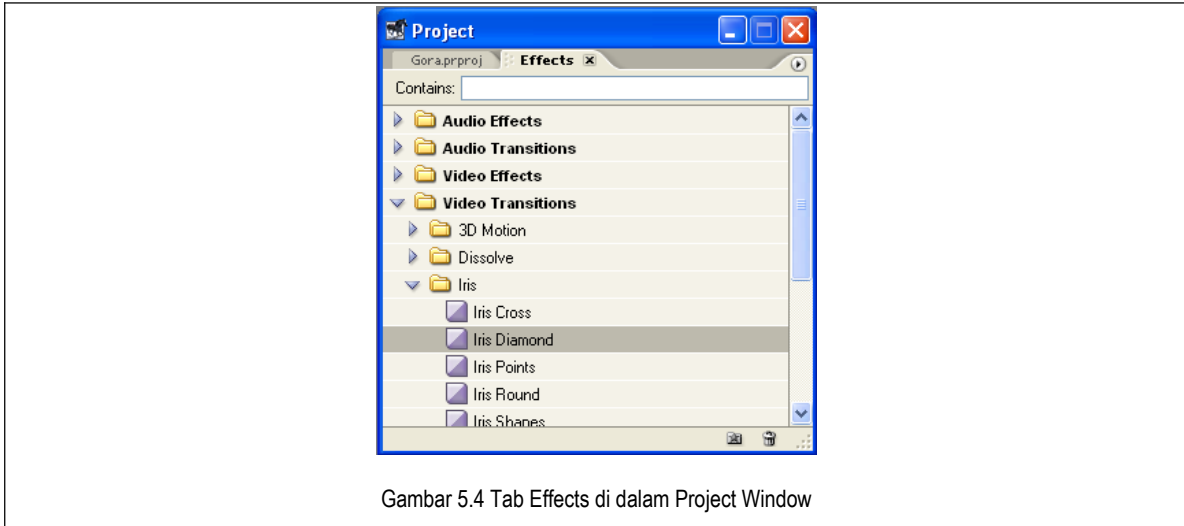 Project
Gora.prproj Effects
Contains:
Audio Effects
Audio Transitions
Video Effects
Video Transitions
3D Motion
Dissolve
Iris
Iris Cross
Iris Diamond
Iris Points
Iris Round
Iris Shapes
Gambar 5.4 Tab Effects di dalam Project Window